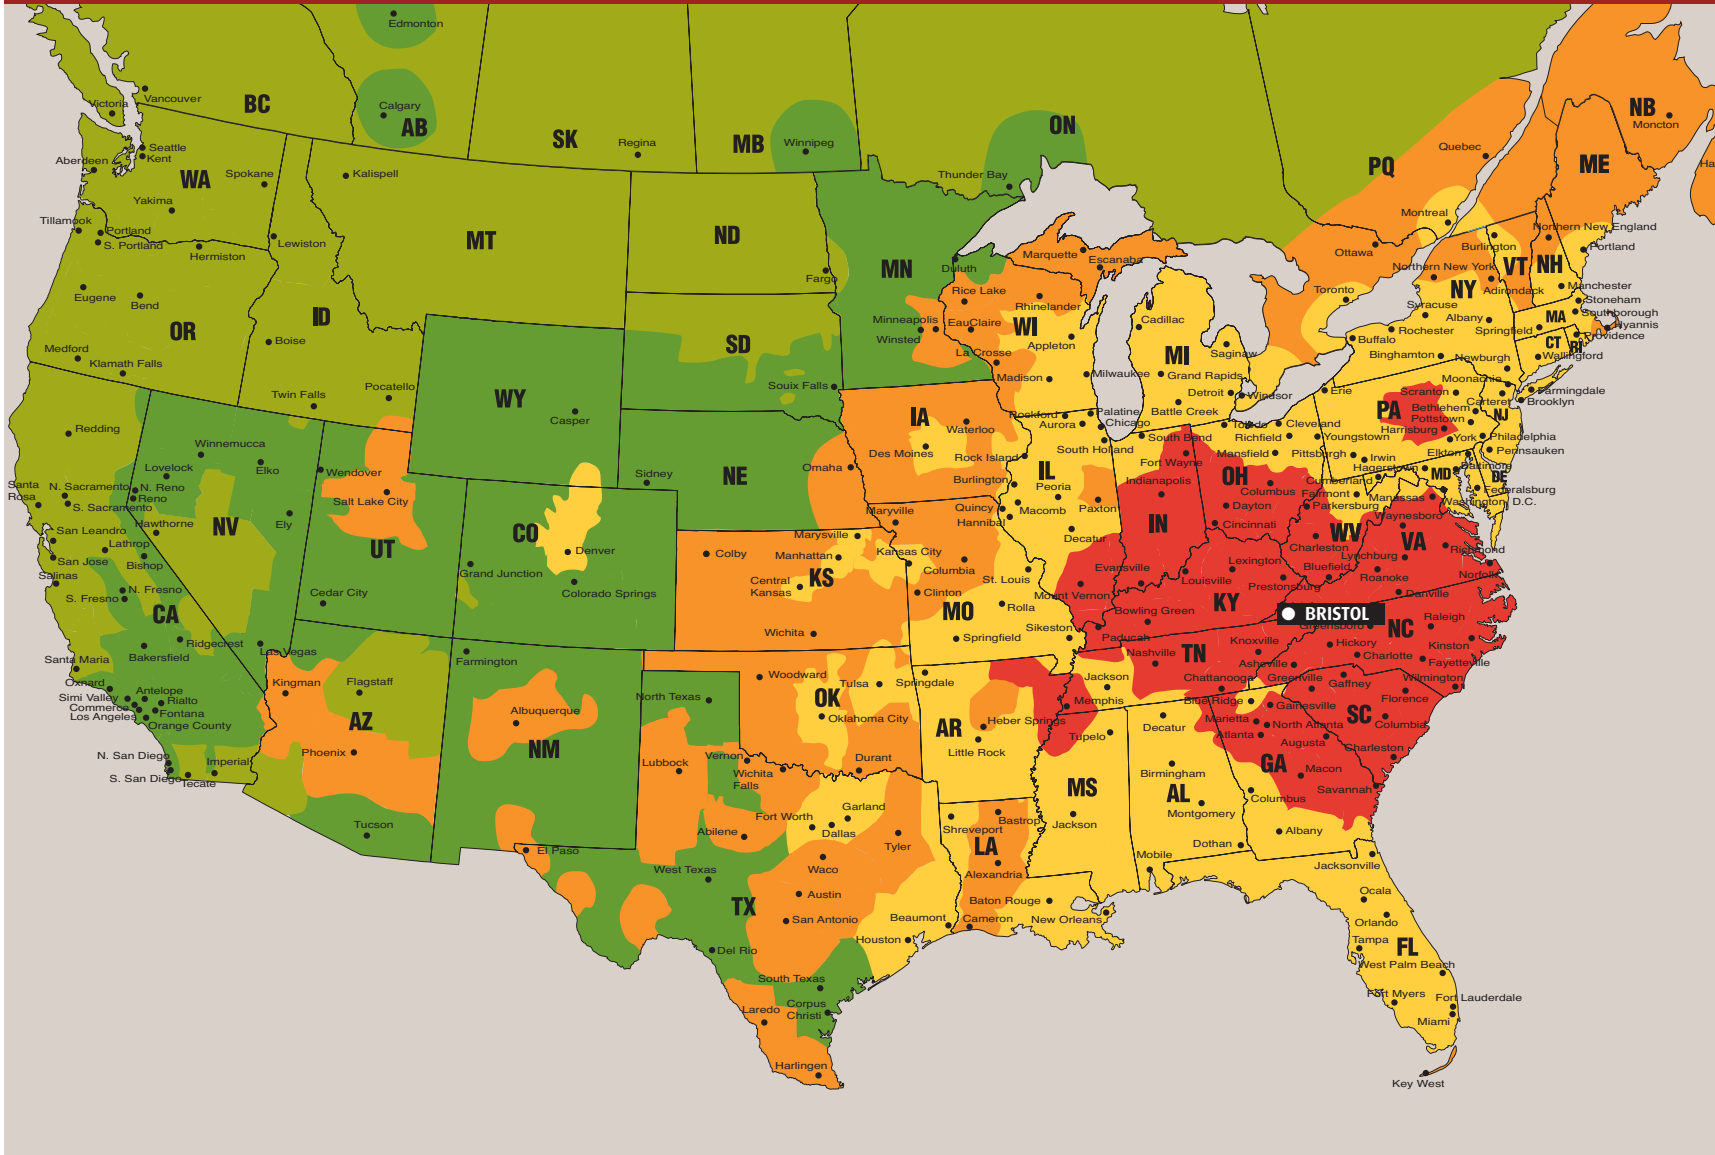 Edmonton
Calgary
AB
Vancouver
Victoria
BC
SK
Regina
MB
Winnipeg
ON
Thunder Bay
PQ
Quebec
Montreal
Ottawa
Toronto
Windsor
NB
Moncton
Ha
Seattle
Kent
Aberdeen
WA
Spokane
Yakima
Kalispell
Tillamook
Portland
S. Portland
Hermiston
Lewiston
Eugene
Bend
OR
Medford
Klamath Falls
ID
Boise
Twin Falls
Pocatello
MT
ND
Fargo
SD
Souix Falls
WY
Casper
NE
Sidney
Omaha
MN
Duluth
Minneapolis
Winsted
Marquette
Escanaba
Rice Lake
Rhinelander
EauClaire
WI
Appleton
La Crosse
Madison
Milwaukee
Cadillac
MI
Saginaw
Grand Rapids
Detroit
Battle Creek
IA
Waterloo
Des Moines
Rock Island
Burlington
Rockford
Aurora
Palatine
Chicago
South Holland
IL
Peoria
Macomb
Paxton
Quincy
Hannibal
Decatur
Mount Vernon
South Bend
Fort Wayne
Indianapolis
IN
Evansville
Toledo
Cleveland
Richfield
Mansfield
Youngstown
OH
Columbus
Dayton
Cincinnati
Erie
PA
Scranton
Bethlehem
Pottstown
Harrisburg
York
Philadelphia
Pittsburgh
Irwin
Pennsauken
Elkton
Hagerstown
Cumberland
MD
Baltimore
DE
Federalsburg
Washington, D.C.
Manassas
Fairmont
Parkersburg
WV
Charleston
Bluefield
Waynesboro
VA
Richmond
Lynchburg
Roanoke
Norfolk
Danville
ME
Northern New England
Portland
Burlington
VT
NH
Northern New York
Adirondack
NY
Manchester
Stoneham
Southborough
Hyannis
Providence
MA
Springfield
CT
RI
Wallingford
Syracuse
Albany
Rochester
Buffalo
Binghamton
Newburgh
Moonachie
Carteret
NJ
Farmingdale
Brooklyn
Redding
Santa
Rosa
N. Sacramento
S. Sacramento
San Leandro
Lathrop
San Jose
Salinas
Bishop
N. Fresno
S. Fresno
CA
Bakersfield
Ridgecrest
Santa Maria
Oxnard
Simi Valley
Commerce
Los Angeles
Antelope
Rialto
Fontana
Orange County
N. San Diego
S. San Diego
Tecate
Imperial
Winnemucca
Lovelock
Elko
N. Reno
Reno
Hawthorne
Ely
NV
Las Vegas
Wendover
Salt Lake City
UT
Cedar City
CO
Denver
Grand Junction
Colorado Springs
Kingman
Flagstaff
AZ
Phoenix
Tucson
Farmington
Albuquerque
NM
Colby
Marysville
Manhattan
Central
Kansas
KS
Wichita
Maryville
Kansas City
Columbia
St. Louis
Clinton
MO
Rolla
Springfield
Sikeston
Lexington
Louisville
Prestonsburg
KY
Bowling Green
Paducah
BRISTOL
Nashville
TN
Knoxville
Chattanooga
Jackson
Memphis
Greensboro
Raleigh
NC
Hickory
Kinston
Charlotte
Fayetteville
Asheville
Wilmington
Greenville
Gaffney
Florence
SC
Columbia
Charleston
Blue Ridge
Gainesville
Marietta
North Atlanta
Atlanta
Augusta
GA
Macon
Savannah
Columbus
Albany
Woodward
Tulsa
OK
Oklahoma City
Durant
Springdale
AR
Heber Springs
Little Rock
Tupelo
MS
Jackson
Decatur
Birmingham
AL
Montgomery
Dothan
Mobile
North Texas
Lubbock
Vernon
Wichita
Falls
Abilene
Fort Worth
Garland
Dallas
Tyler
El Paso
West Texas
Waco
TX
Austin
San Antonio
Del Rio
South Texas
Corpus
Christi
Laredo
Harlingen
Houston
Beaumont
Shreveport
Bastrop
LA
Alexandria
Baton Rouge
Cameron
New Orleans
Jacksonville
Ocala
Orlando
Tampa
FL
West Palm Beach
Fort Myers
Fort Lauderdale
Miami
Key West